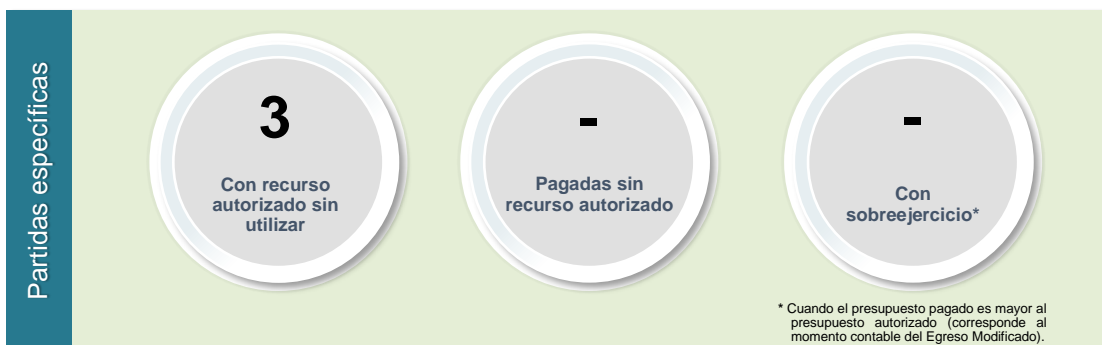 Partidas específicas
3
Con recurso
autorizado sin
utilizar
-
Pagadas sin
recurso autorizado
-
Con
sobreejercicio*
* Cuando el presupuesto pagado es mayor al
presupuesto autorizado (corresponde al
momento contable del Egreso Modificado).